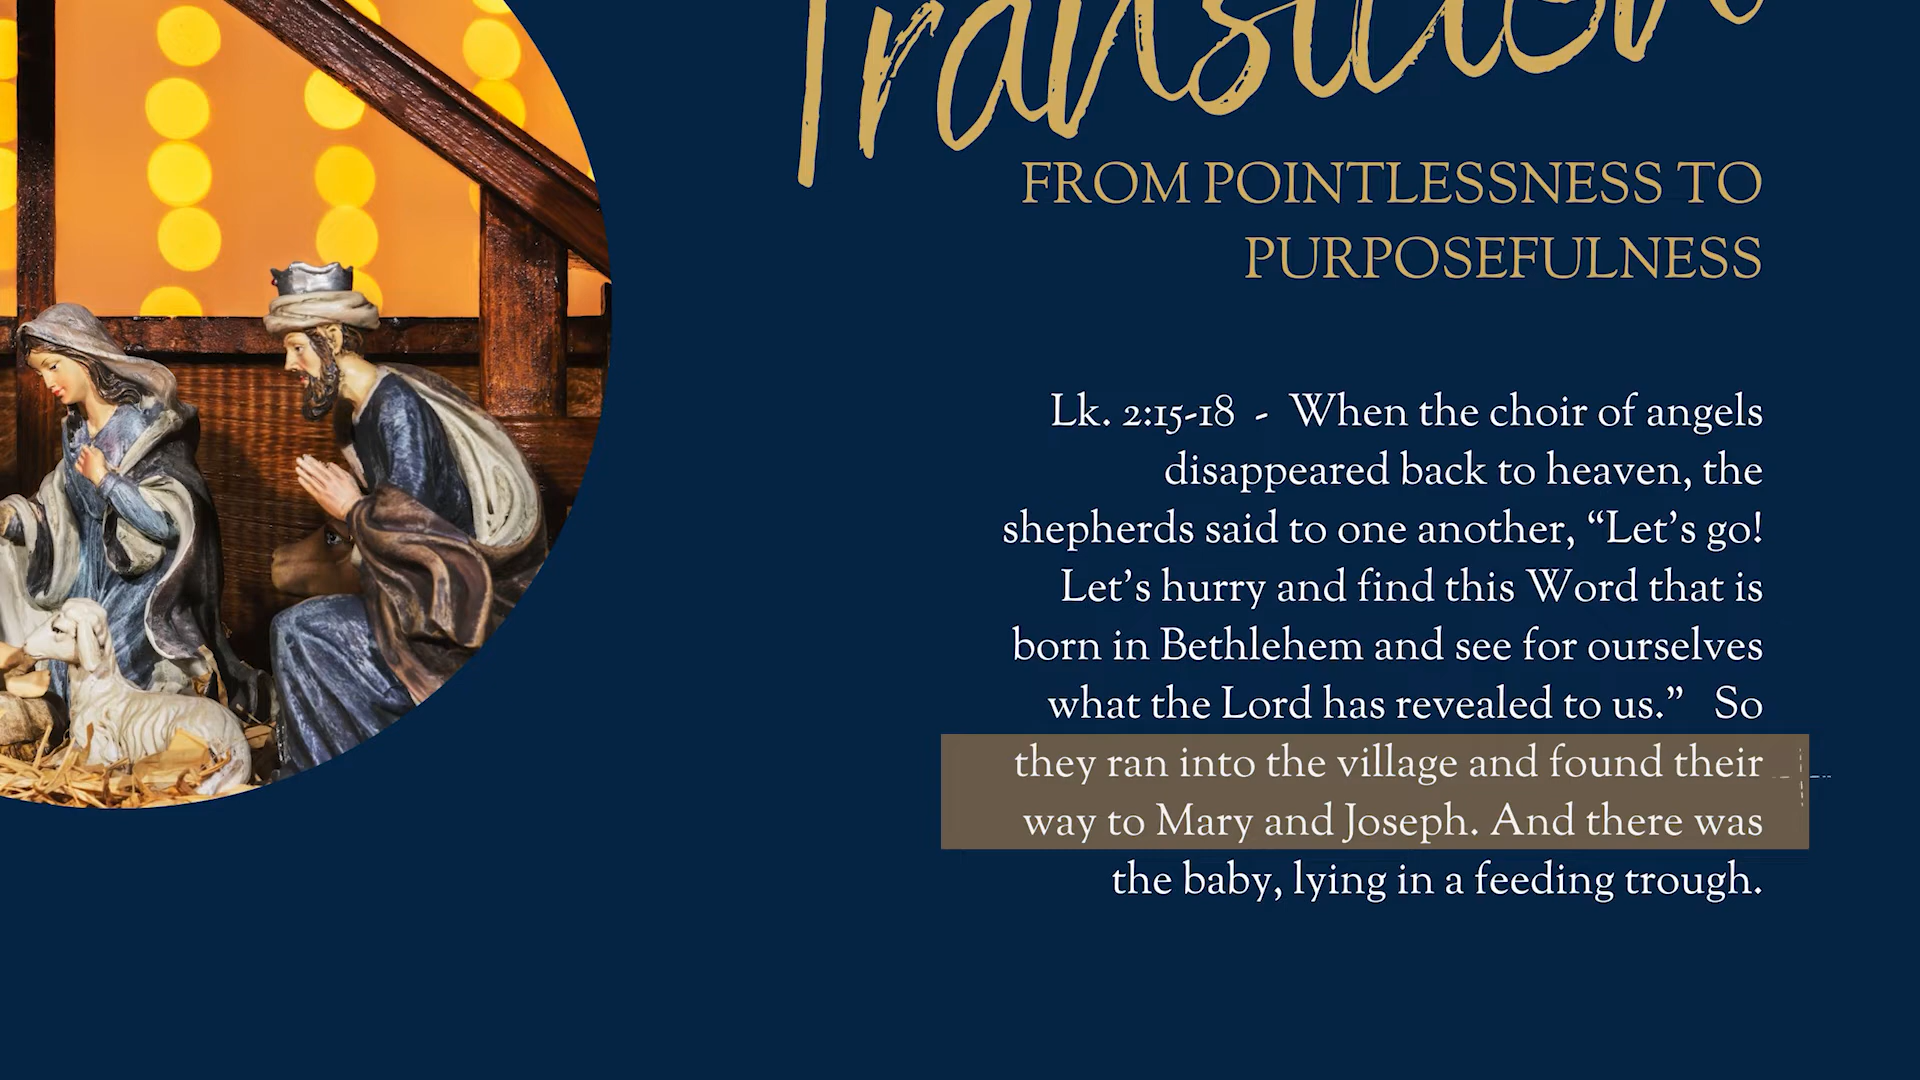 Transition
FROM POINTLESSNESS TO
PURPOSEFULNESS
Lk. 2:15-18 - When the choir of angels
disappeared back to heaven, the
shepherds said to one another, “Let’s go!
Let’s hurry and find this Word that is
born in Bethlehem and see for ourselves
what the Lord has revealed to us.” So
they ran into the village and found their
way to Mary and Joseph. And there was
the baby, lying in a feeding trough.